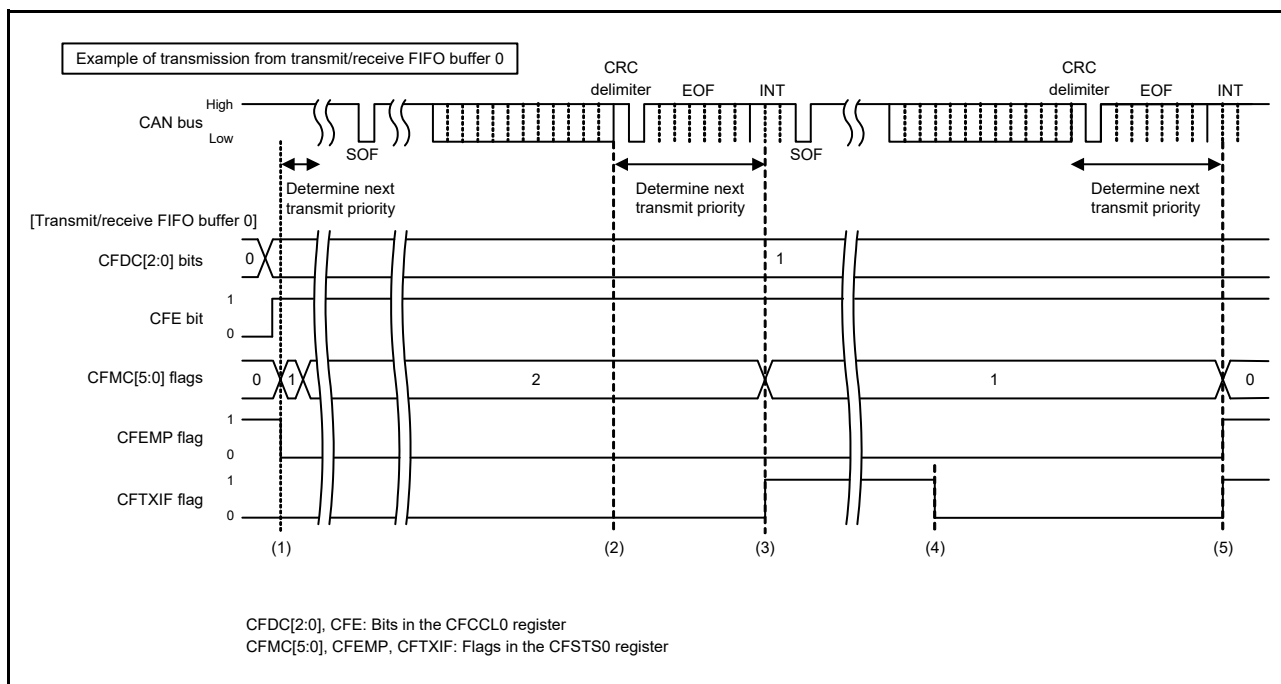 Example of transmission from transmit/receive FIFO buffer 0
CRC
delimiter
EOF
INT
CRC
delimiter
EOF
INT
High
CAN bus
Low
SOF
SOF
Determine next
transmit priority
Determine next
transmit priority
Determine next
transmit priority
[Transmit/receive FIFO buffer 0]
CFDC[2:0] bits
0
1
CFE bit
1
0
CFMC[5:0] flags
0
1
2
1
0
CFEMP flag
1
0
CFTXIF flag
1
0
(1)
(2)
(3)
(4)
(5)
CFDC[2:0], CFE: Bits in the CFCCL0 register
CFMC[5:0], CFEMP, CFTXIF: Flags in the CFSTS0 register